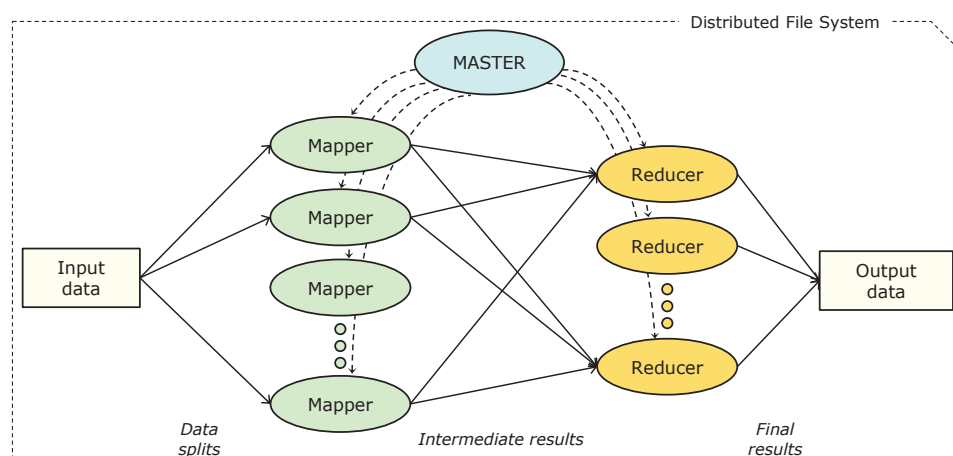 Distributed File System
MASTER
Mapper
Mapper
Mapper
Mapper
Reducer
Reducer
Reducer
Input
data
Output
data
Data
splits
Intermediate results
Final
results